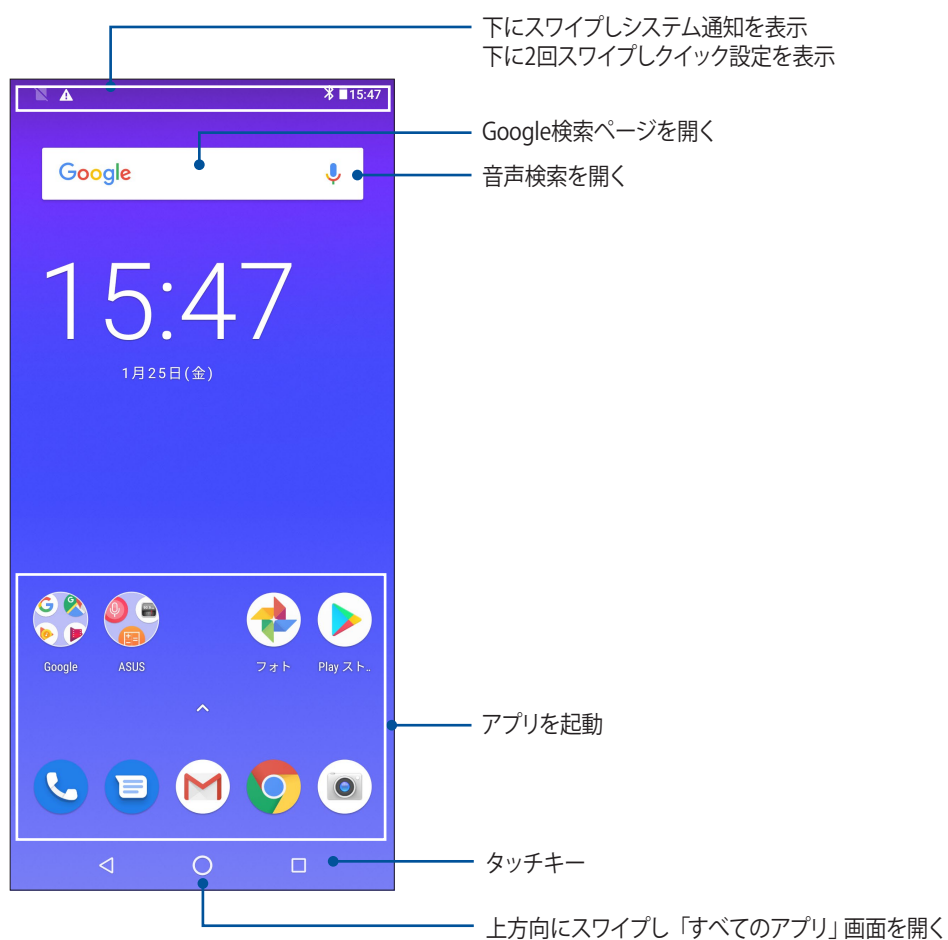 下にスワイプしシステム通知を表示
下に2回スワイプしクイック設定を表示
15:47
Google検索ページを開く
Google
音声検索を開く
15:47
1月25日(金)
Google
ASUS
フォト
Play スト..
アプリを起動
タッチキー
上方向にスワイプし「すべてのアプリ」画面を開く